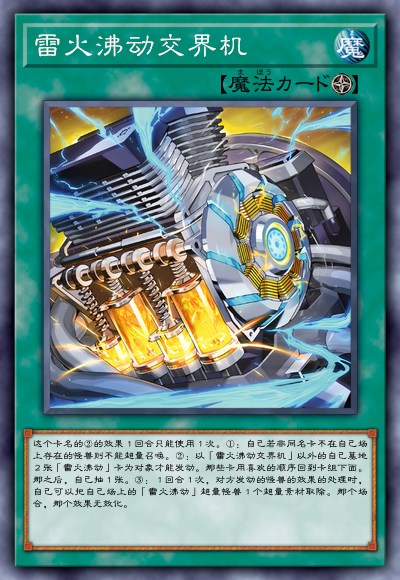 雷火沸动交界机
魔
【魔法カード】
まほう
这个卡名的②的效果1回合只能使用1次。①：自己若非同名卡不在自己场
上存在的怪兽则不能超量召唤。②：以「雷火沸动交界机」以外的自己墓地
2张「雷火沸动」卡为对象才能发动。那些卡用喜欢的顺序回到卡组下面。
那之后，自己抽1张。③：1回合1次，对方发动的怪兽的效果的处理时，
自己可以把自己场上的「雷火沸动」超量怪兽1个超量素材取除。那个场
合，那个效果无效化。